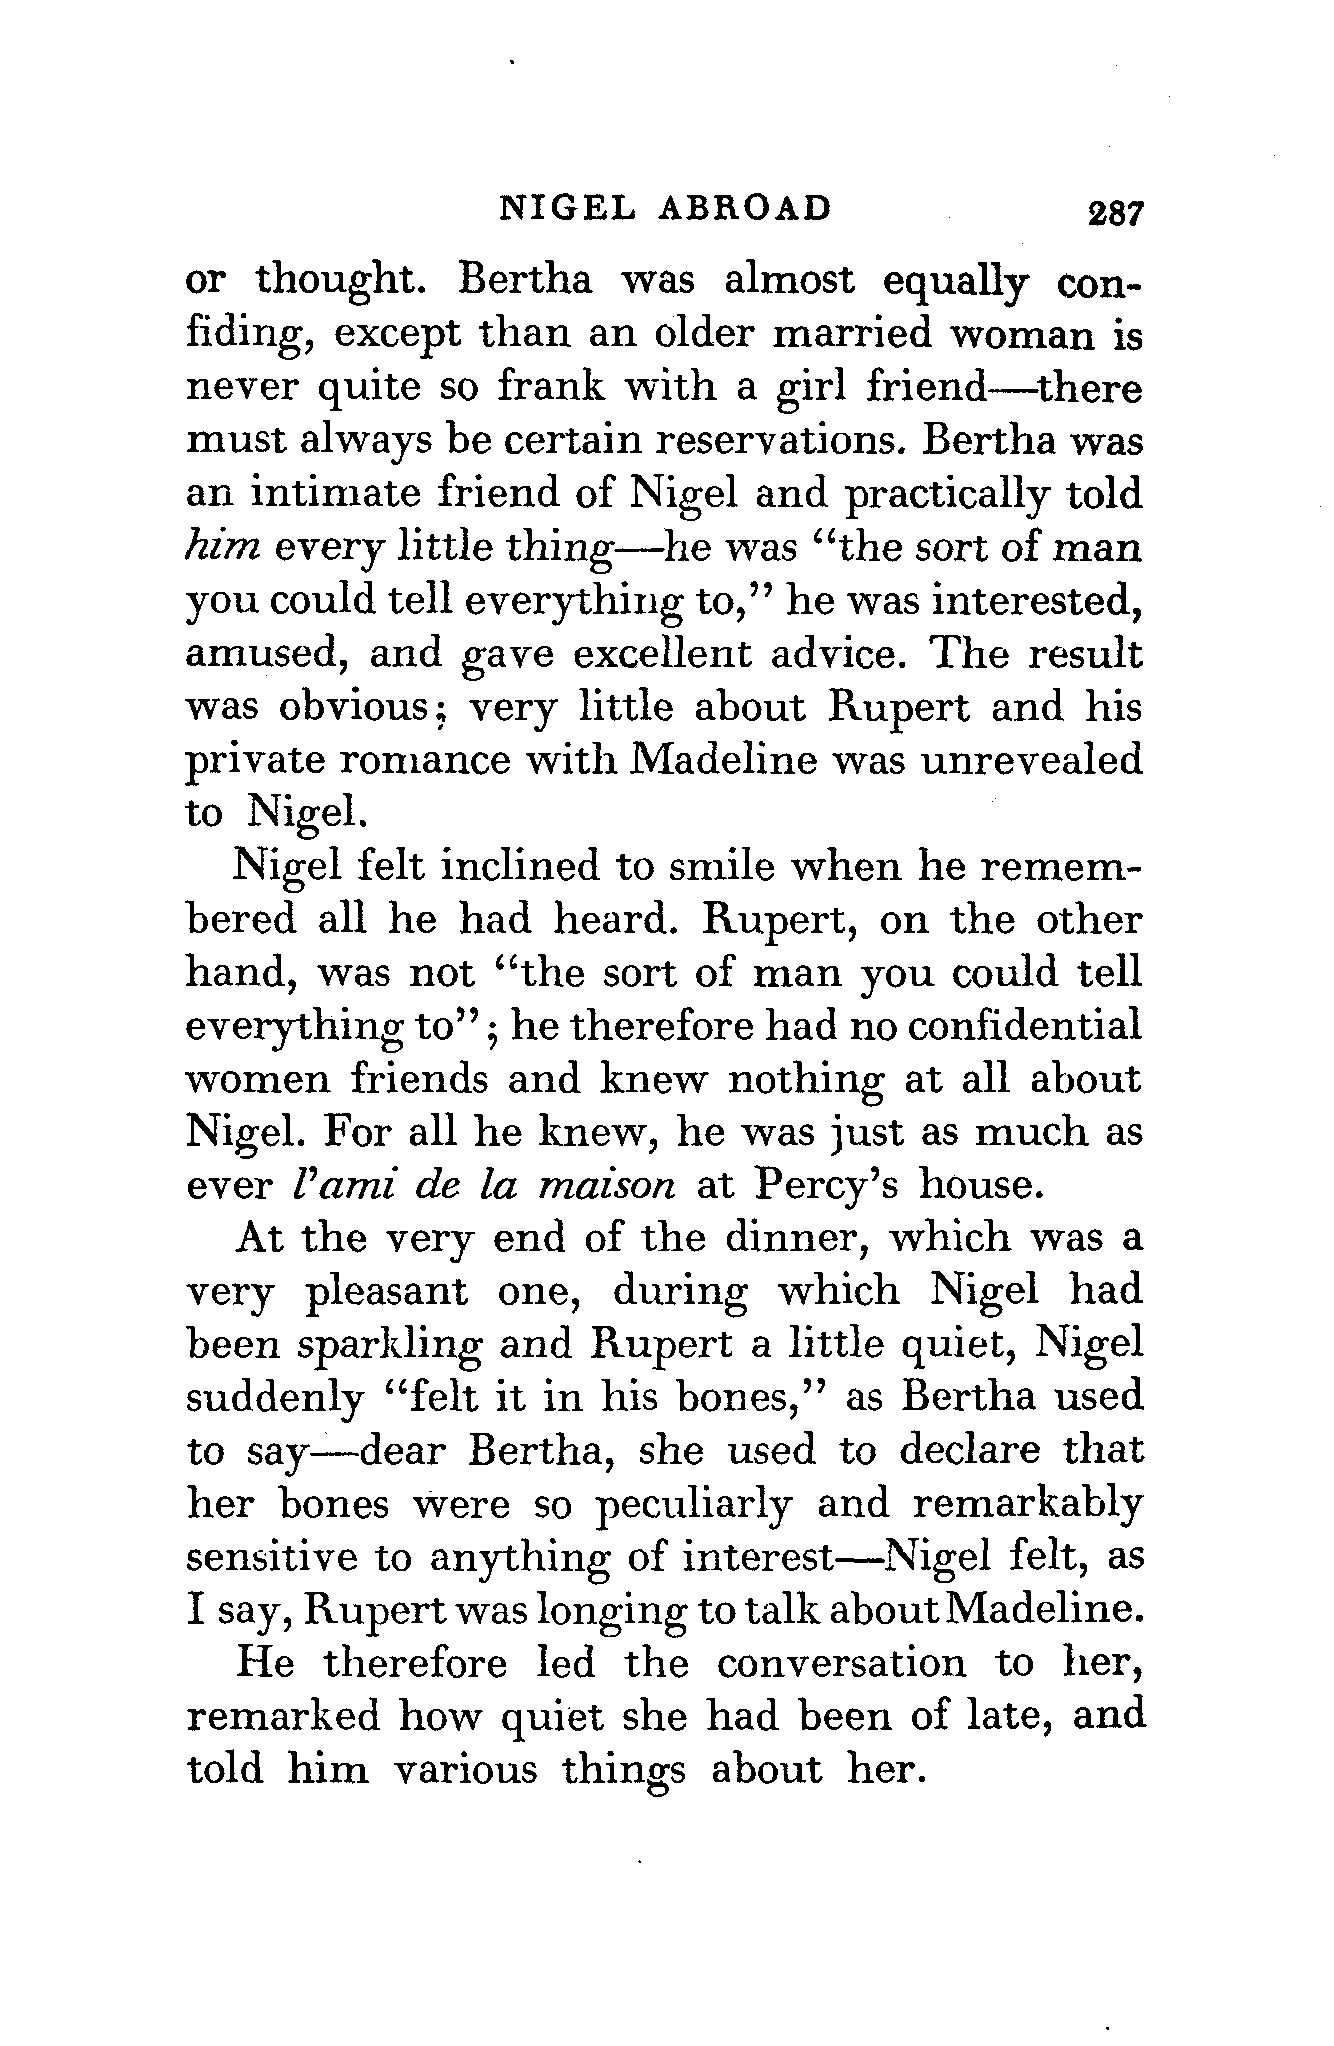 NIGEL ABROAD 287
or thought. Bertha was almost equally con-
fiding, except than an older married woman is
never quite so frank with a girl friend—there
must always be certain reservations. Bertha was
an intimate friend of Nigel and practically told
him every little thing—he was “the sort of man
you could tell everything to,” he was interested,
amused, and gave excellent advice. The result
was obvious; very little about Rupert and his
private romance with Madeline was unrevealed
to Nigel.
Nigel felt inclined to smile when he remem-
bered all he had heard. Rupert, on the other
hand, was not “the sort of man you could tell
everything to”; he therefore had no confidential
women friends and knew nothing at all about
Nigel. For all he knew, he was just as much as
ever l’ami de la maison at Percy’s house.
At the very end of the dinner, which was a
very pleasant one, during which Nigel had
been sparkling and Rupert a little quiet, Nigel
suddenly “felt it in his bones,” as Bertha used
to say—dear Bertha, she used to declare that
her bones were so peculiarly and remarkably
sensitive to anything of interest—Nigel felt, as
I say, Rupert was longing to talk about Madeline.
He therefore led the conversation to her,
remarked how quiet she had been of late, and
told him various things about her.